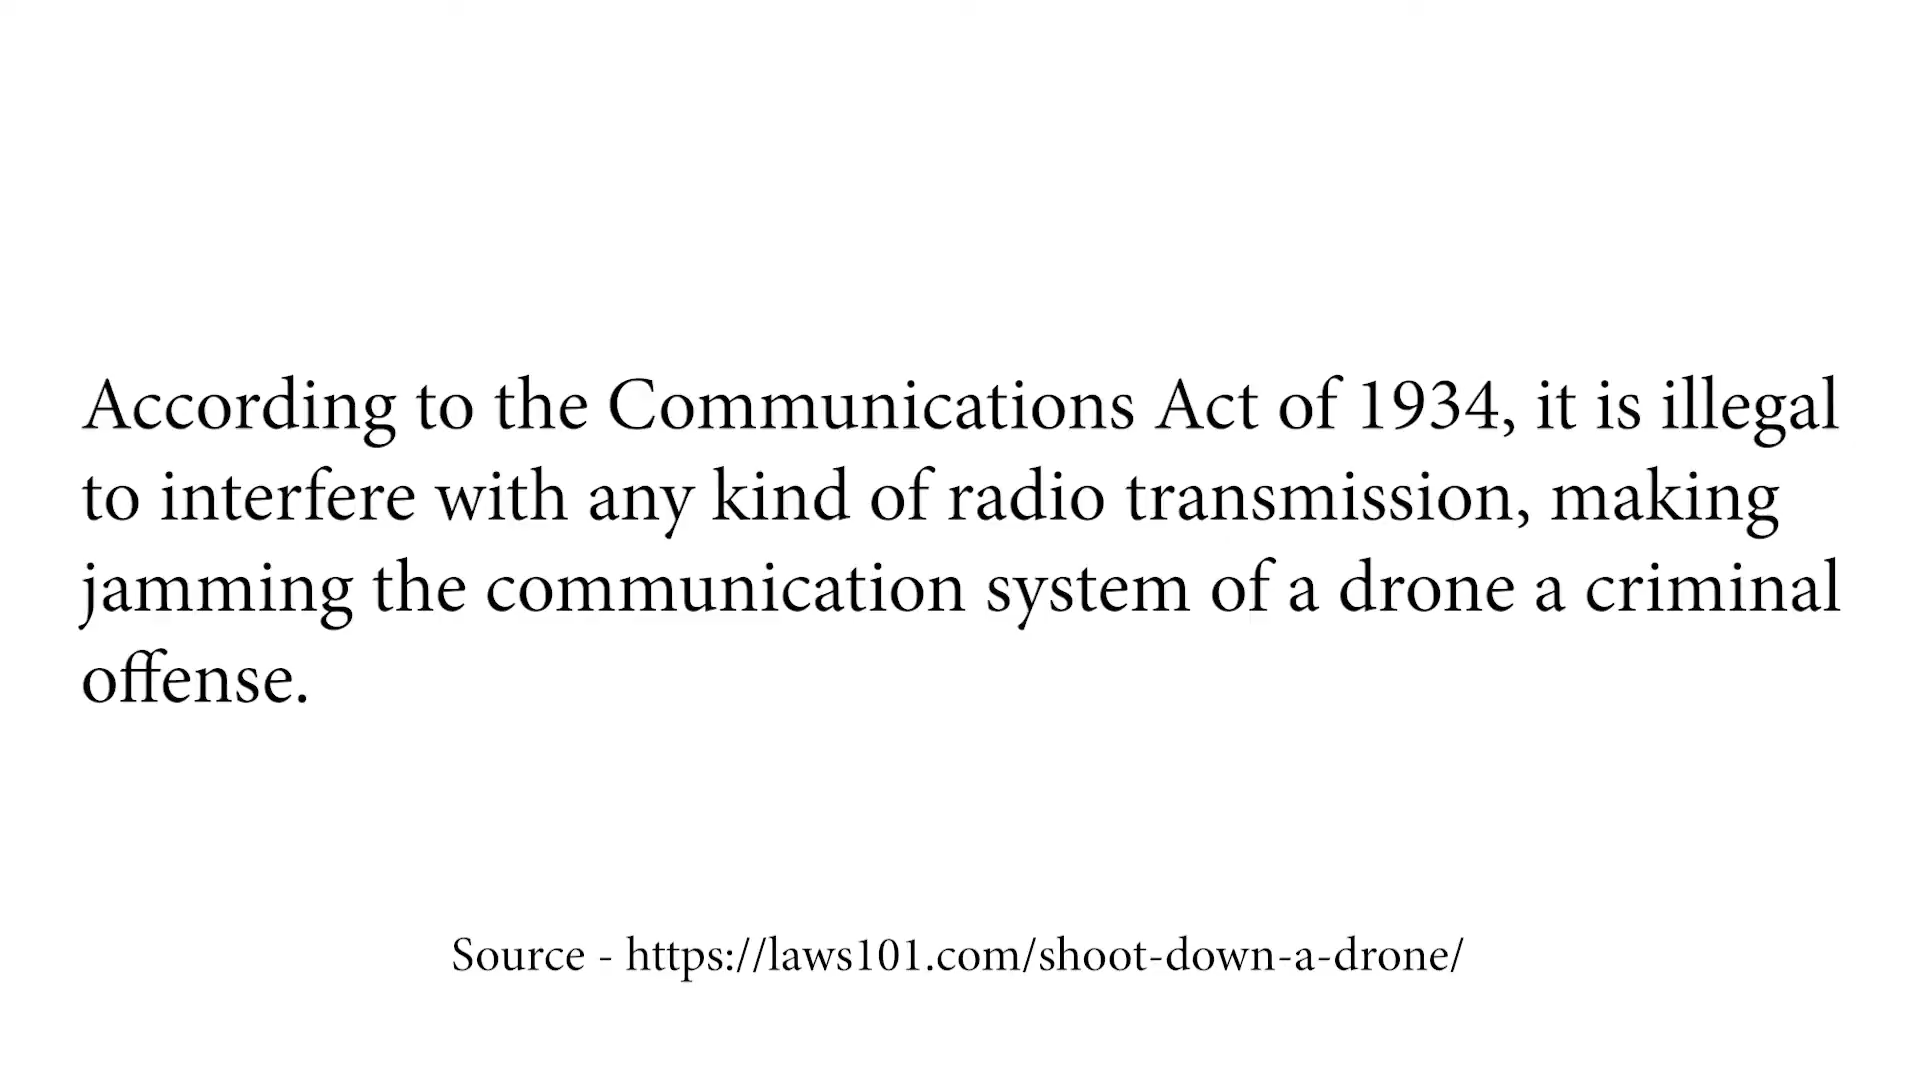 According to the Communications Act of 1934, it is illegal
to interfere with any kind of radio transmission, making
jamming the communication system of a drone a criminal
offense.
Source - https://laws101.com/shoot-down-a-drone/